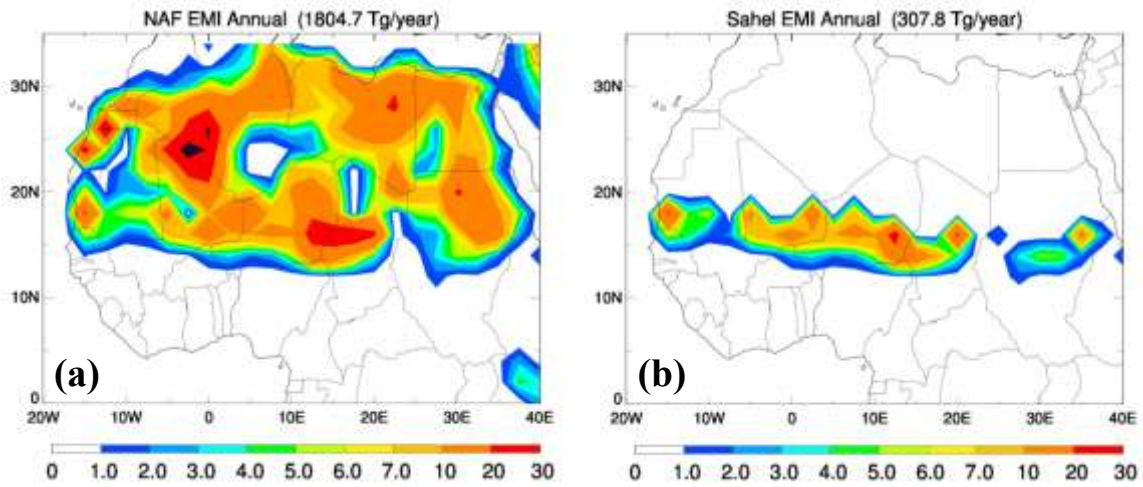 NAF EMI Annual (1804.7 Tg/year)
30N
20N
10N
0
(a)
20W 10W 0 10E 20E 30E 40E
0 1.0 2.0 3.0 4.0 5.0 6.0 7.0 10 20 30
Sahel EMI Annual (307.8 Tg/year)
30N
20N
10N
0
(b)
20W 10W 0 10E 20E 30E 40E
0 1.0 2.0 3.0 4.0 5.0 6.0 7.0 10 20 30